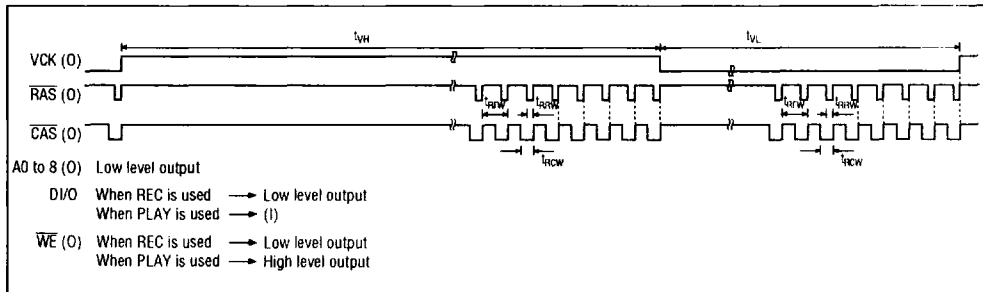 tVH tVL
VCK (O)
RAS (O)
tRFW tRRW tRFW tRRW
CAS (O)
tRCW tRCW
A0 to 8 (O) Low level output
DI/O When REC is used → Low level output
When PLAY is used → (I)
WE (O) When REC is used → Low level output
When PLAY is used → High level output